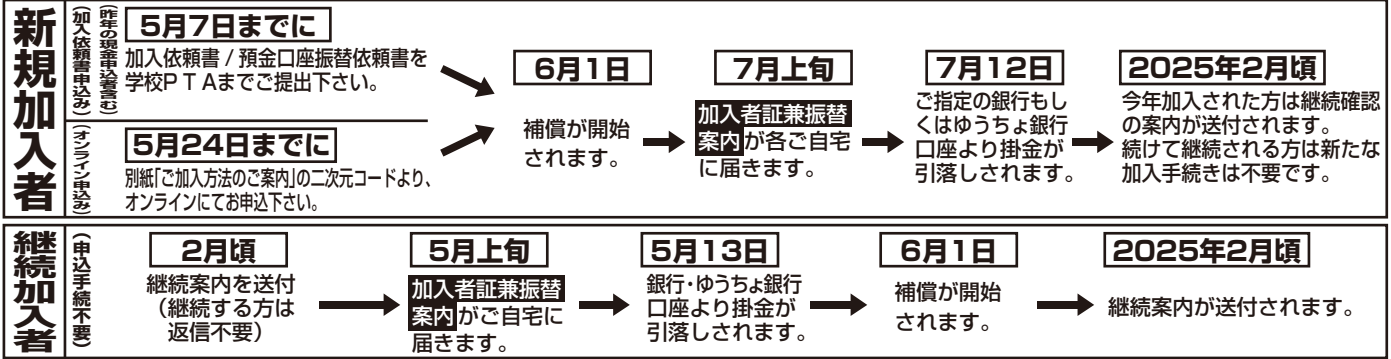 新規加入者
(加入依頼書申込み)
(昨年の現金申込者含む)
5月7日までに
加入依頼書 / 預金口座振替依頼書を
学校ＰＴＡまでご提出下さい。
(オンライン申込み)
5月24日までに
別紙「ご加入方法のご案内」の二次元コードより、
オンラインにてお申込下さい。
6月1日
補償が開始
されます。
7月上旬
加入者証兼振替
案内が各ご自宅
に届きます。
7月12日
ご指定の銀行もし
くはゆうちょ銀行
口座より掛金が
引落しされます。
2025年2月頃
今年加入された方は継続確認
の案内が送付されます。
続けて継続される方は新たな
加入手続きは不要です。
継続加入者
(申込手続不要)
2月頃
継続案内を送付
(継続する方は
返信不要)
5月上旬
加入者証兼振替
案内がご自宅に
届きます。
5月13日
銀行・ゆうちょ銀行
口座より掛金が
引落しされます。
6月1日
補償が開始
されます。
2025年2月頃
継続案内が送付されます。